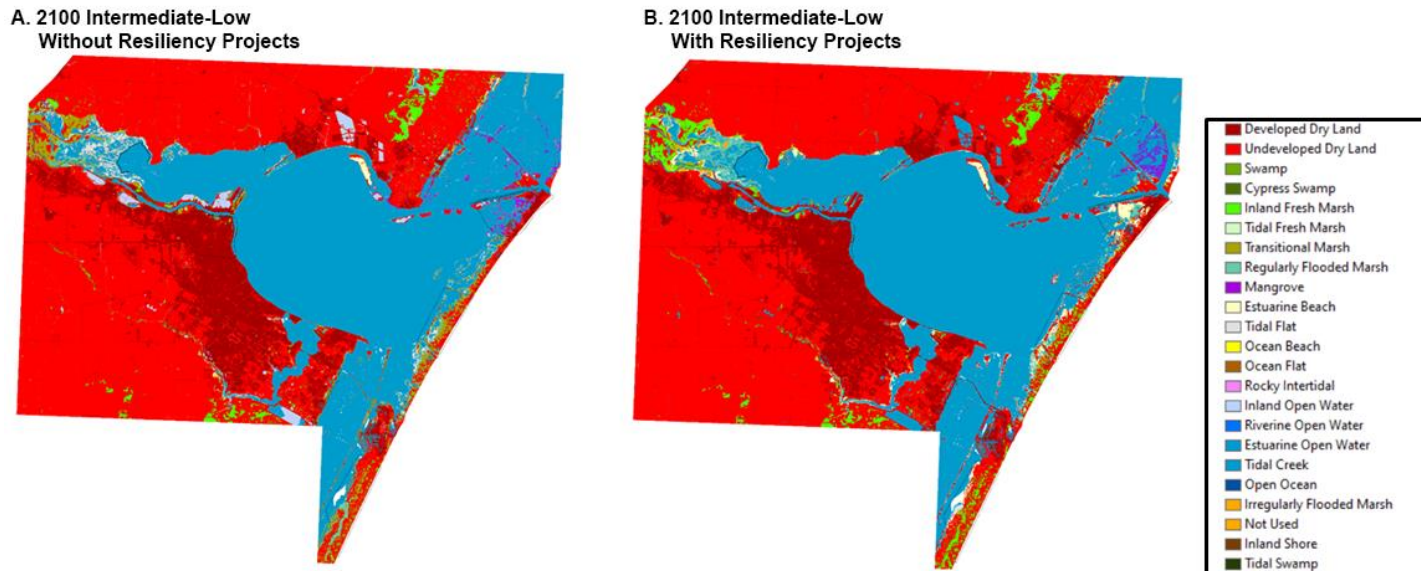 A. 2100 Intermediate-Low
Without Resiliency Projects
B. 2100 Intermediate-Low
With Resiliency Projects
Developed Dry Land
Undeveloped Dry Land
Swamp
Cypress Swamp
Inland Fresh Marsh
Tidal Fresh Marsh
Transitional Marsh
Regularly Flooded Marsh
Mangrove
Estuarine Beach
Tidal Flat
Ocean Beach
Ocean Flat
Rocky Intertidal
Inland Open Water
Riverine Open Water
Estuarine Open Water
Tidal Creek
Open Ocean
Irregularly Flooded Marsh
Not Used
Inland Shore
Tidal Swamp